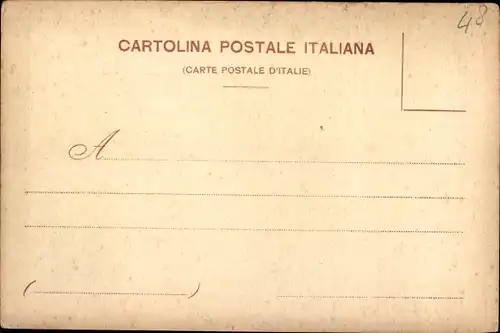 48
CARTOLINA POSTALE ITALIANA
(CARTE POSTALE D'ITALIE)
A
( )